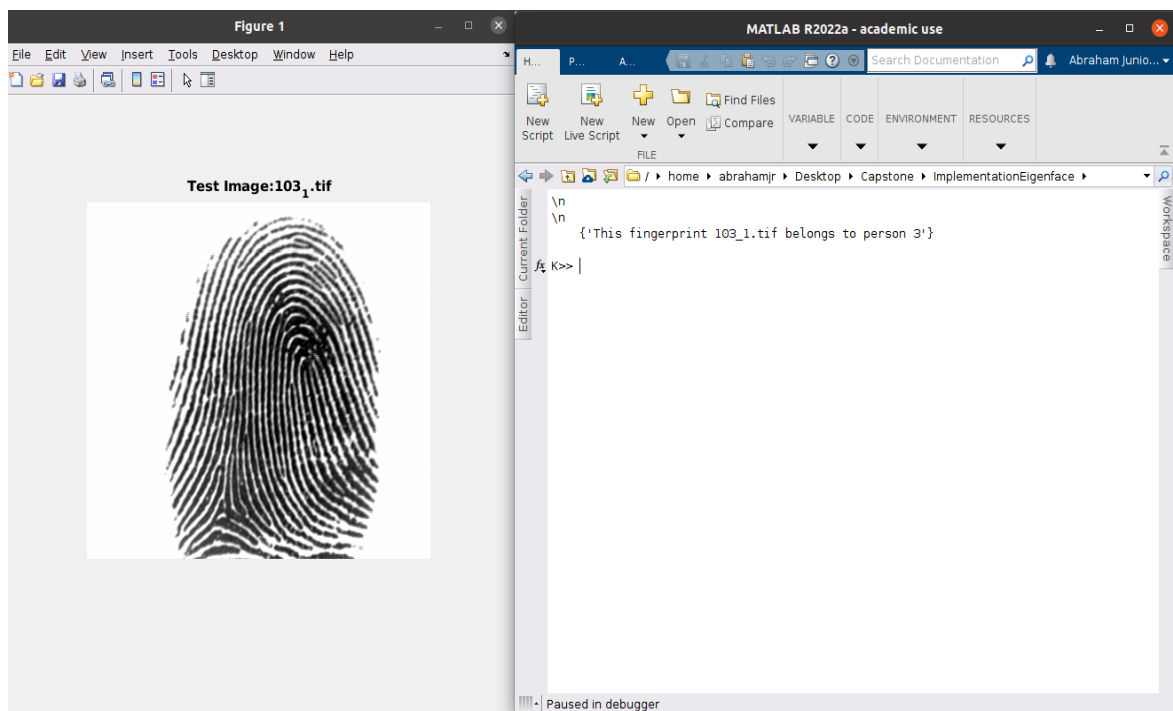 Figure 1
File Edit View Insert Tools Desktop Window Help
Test Image:103₁.tif
MATLAB R2022a - academic use
H... P... A... Search Documentation Abraham Junio...
New Script
New Live Script
New
Open
Find Files
Compare
FILE
VARIABLE
CODE
ENVIRONMENT
RESOURCES
/ home abrahamjr Desktop Capstone ImplementationEigenface
Current Folder
Editor
Workspace
\n
\n
{'This fingerprint 103_1.tif belongs to person 3'}
fx K>>
Paused in debugger